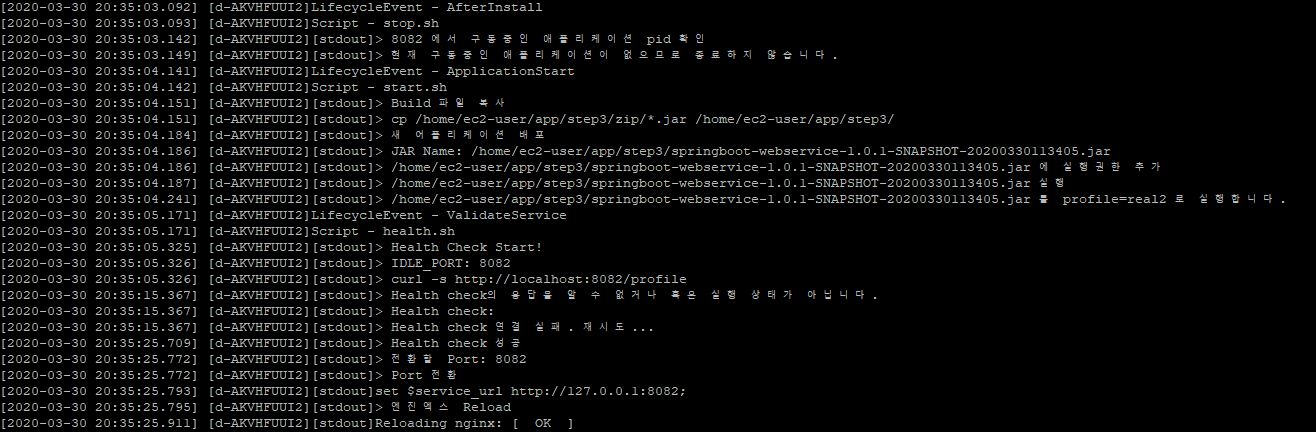 [2020-03-30 20:35:03.092] [d-AKVHFUUI2]LifecycleEvent - AfterInstall
[2020-03-30 20:35:03.093] [d-AKVHFUUI2]Script - stop.sh
[2020-03-30 20:35:03.142] [d-AKVHFUUI2][stdout]> 8082 에서 구동중인 애플리케이션 pid 확인
[2020-03-30 20:35:03.149] [d-AKVHFUUI2][stdout]> 현재 구동중인 애플리케이션이 없으므로 종료하지 않습니다.
[2020-03-30 20:35:04.141] [d-AKVHFUUI2]LifecycleEvent - ApplicationStart
[2020-03-30 20:35:04.142] [d-AKVHFUUI2]Script - start.sh
[2020-03-30 20:35:04.151] [d-AKVHFUUI2][stdout]> Build 파일 복사
[2020-03-30 20:35:04.151] [d-AKVHFUUI2][stdout]> cp /home/ec2-user/app/step3/zip/*.jar /home/ec2-user/app/step3/
[2020-03-30 20:35:04.184] [d-AKVHFUUI2][stdout]> 새 어플리케이션 배포
[2020-03-30 20:35:04.186] [d-AKVHFUUI2][stdout]> JAR Name: /home/ec2-user/app/step3/springboot-webservice-1.0.1-SNAPSHOT-20200330113405.jar
[2020-03-30 20:35:04.186] [d-AKVHFUUI2][stdout]> /home/ec2-user/app/step3/springboot-webservice-1.0.1-SNAPSHOT-20200330113405.jar 에 실행권한 추가
[2020-03-30 20:35:04.187] [d-AKVHFUUI2][stdout]> /home/ec2-user/app/step3/springboot-webservice-1.0.1-SNAPSHOT-20200330113405.jar 실행
[2020-03-30 20:35:04.241] [d-AKVHFUUI2][stdout]> /home/ec2-user/app/step3/springboot-webservice-1.0.1-SNAPSHOT-20200330113405.jar 를 profile=real2 로 실행합니다.
[2020-03-30 20:35:05.171] [d-AKVHFUUI2]LifecycleEvent - ValidateService
[2020-03-30 20:35:05.171] [d-AKVHFUUI2]Script - health.sh
[2020-03-30 20:35:05.325] [d-AKVHFUUI2][stdout]> Health Check Start!
[2020-03-30 20:35:05.326] [d-AKVHFUUI2][stdout]> IDLE_PORT: 8082
[2020-03-30 20:35:05.326] [d-AKVHFUUI2][stdout]> curl -s http://localhost:8082/profile
[2020-03-30 20:35:15.367] [d-AKVHFUUI2][stdout]> Health check의 응답을 알 수 없거나 혹은 실행 상태가 아닙니다.
[2020-03-30 20:35:15.367] [d-AKVHFUUI2][stdout]> Health check:
[2020-03-30 20:35:15.367] [d-AKVHFUUI2][stdout]> Health check 연결 실패. 재시도...
[2020-03-30 20:35:25.709] [d-AKVHFUUI2][stdout]> Health check 성공
[2020-03-30 20:35:25.772] [d-AKVHFUUI2][stdout]> 전환할 Port: 8082
[2020-03-30 20:35:25.772] [d-AKVHFUUI2][stdout]> Port 전환
[2020-03-30 20:35:25.793] [d-AKVHFUUI2][stdout]set $service_url http://127.0.0.1:8082;
[2020-03-30 20:35:25.795] [d-AKVHFUUI2][stdout]> 엔진엑스 Reload
[2020-03-30 20:35:25.911] [d-AKVHFUUI2][stdout]Reloading nginx: [  OK  ]